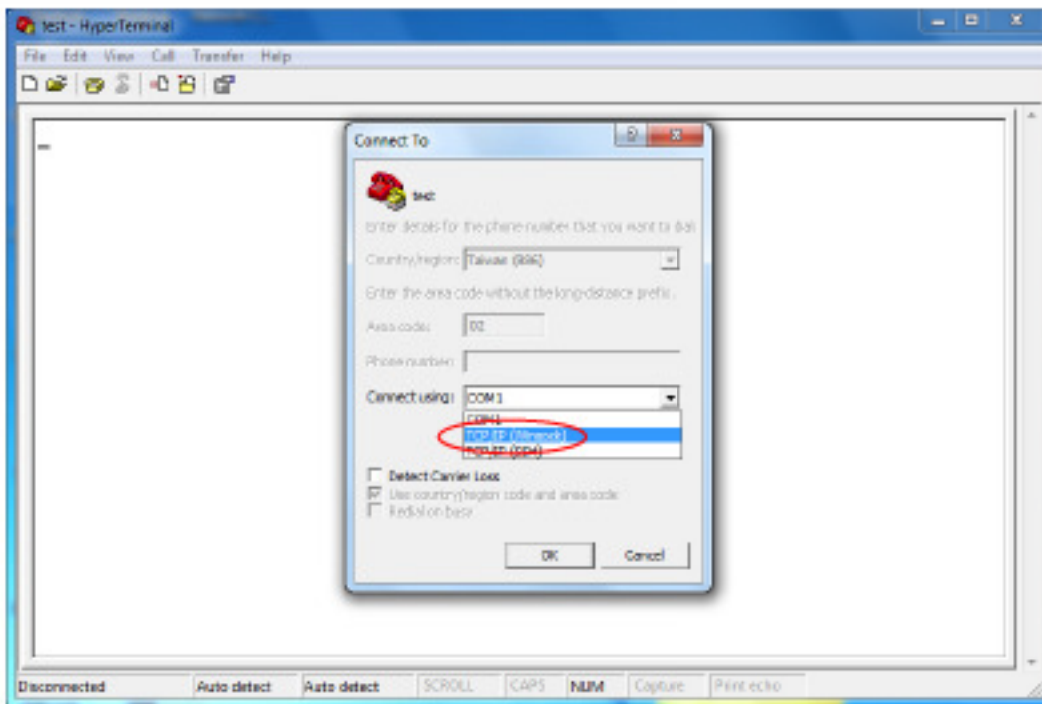 test - HyperTerminal
File Edit View Call Transfer Help
Connect To
test
Enter details for the phone number that you want to dial:
Country/region: Taiwan (886)
Enter the area code without the long-distance prefix.
Area code: 02
Phone number:
Connect using: COM1
COM1
TCP/IP (Winsock)
Detect Carrier Loss
Use country/region code and area code
Redial on busy
OK Cancel
Disconnected Auto detect Auto detect SCROLL CAPS NUM Capture Print echo